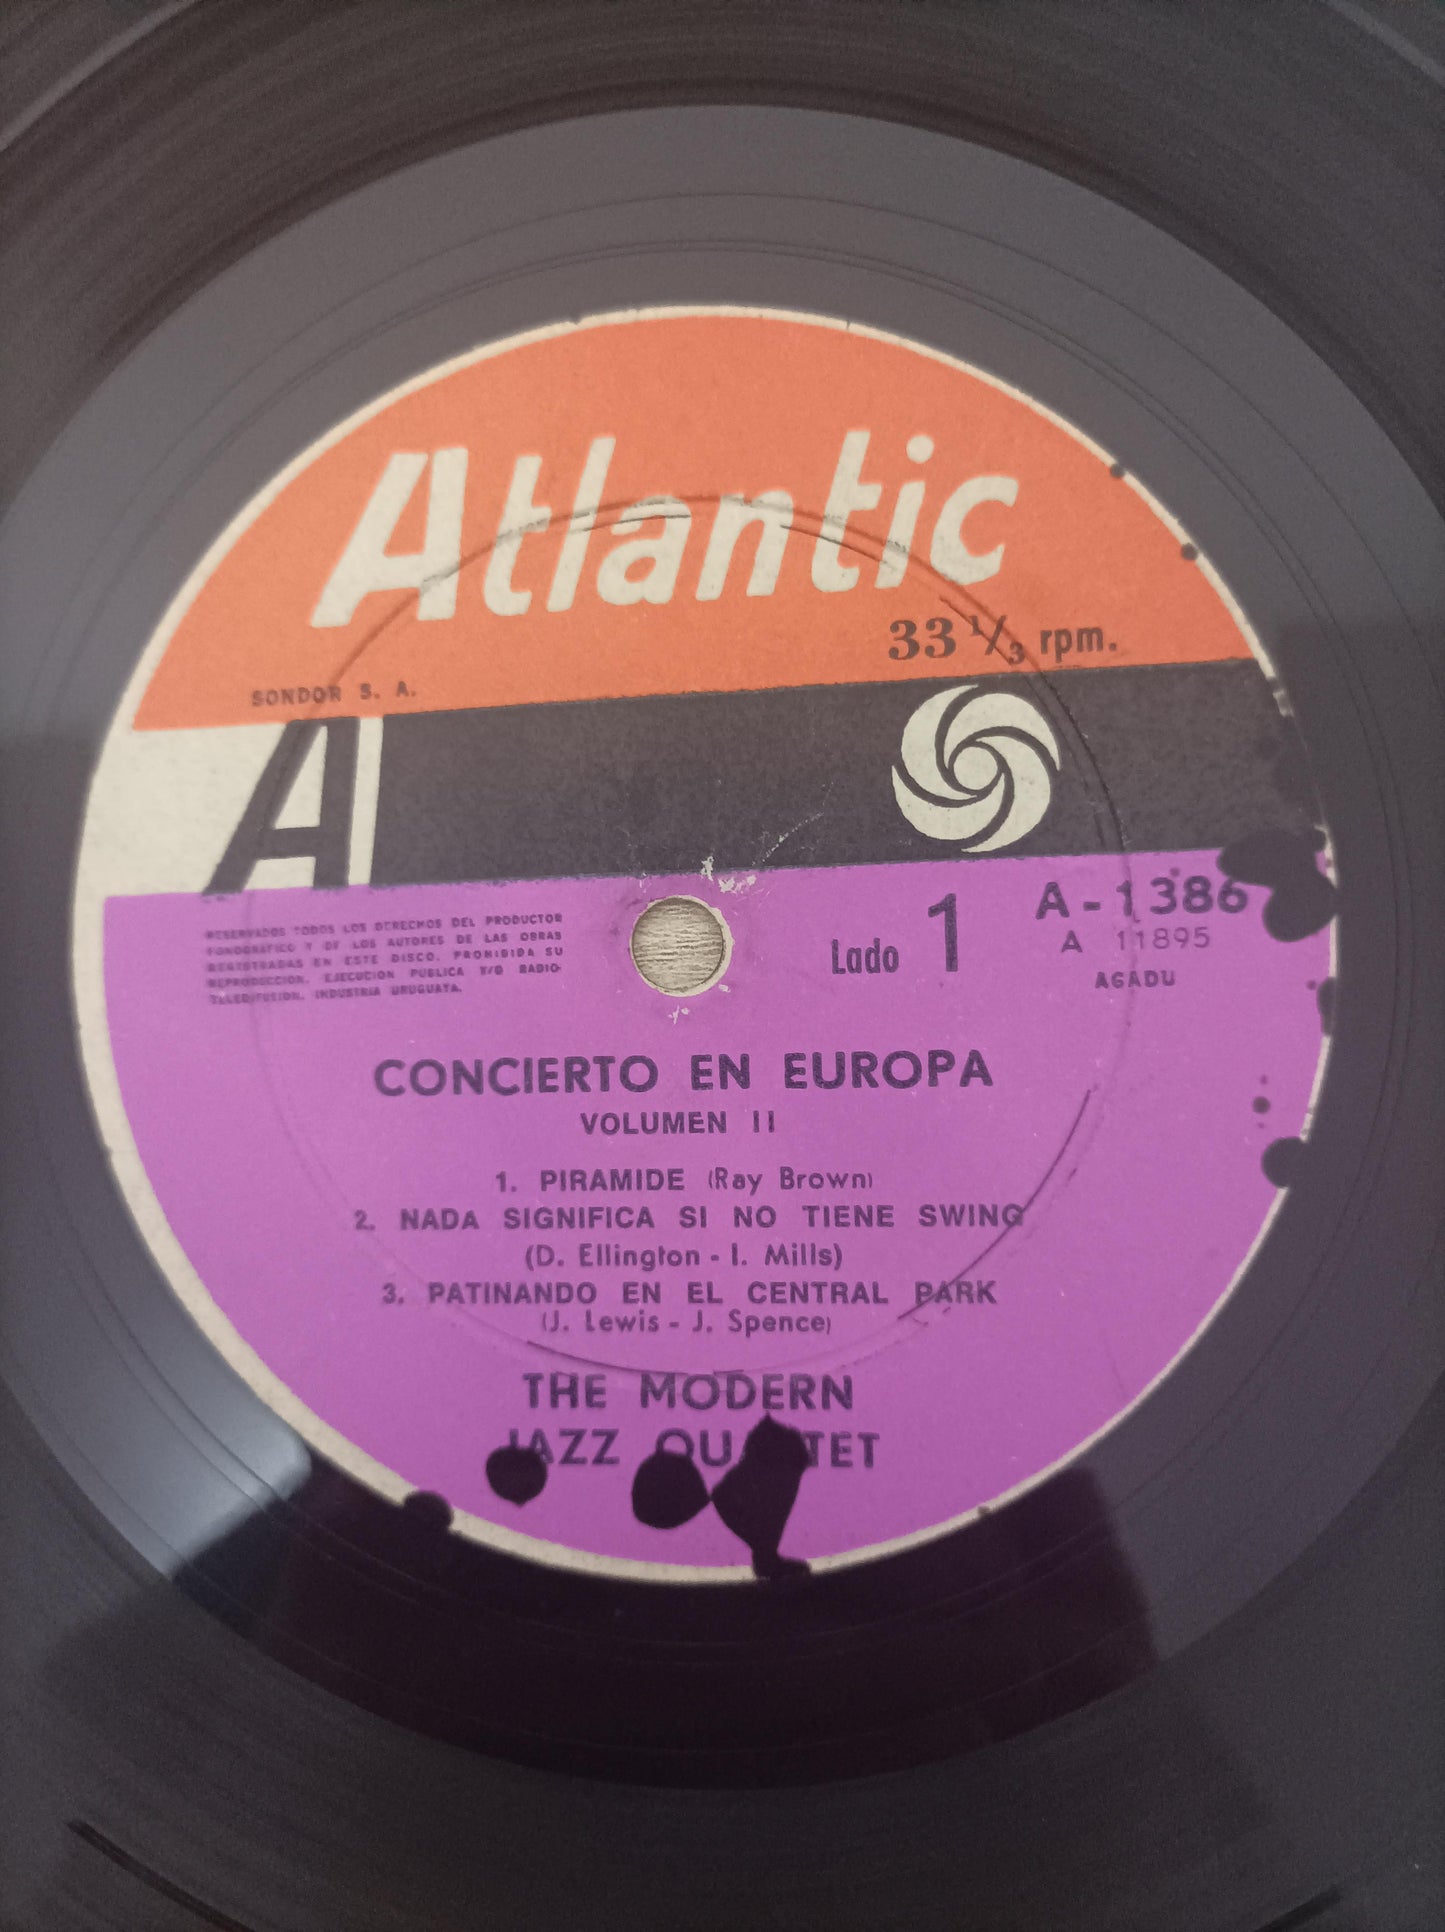 Atlantic
33 1/3 rpm.
SONDOR S. A.
A
RESERVADOS TODOS LOS DERECHOS DEL PRODUCTOR
FONOGRAFICO Y DE LOS AUTORES DE LAS OBRAS
REGISTRADAS EN ESTE DISCO. PROHIBIDA SU
REPRODUCCION, EJECUCION PUBLICA Y/O RADIO-
TELEDIFUSION. INDUSTRIA URUGUAYA.
Lado 1
A-1386
A 11895
AGADU
CONCIERTO EN EUROPA
VOLUMEN II
1. PIRAMIDE (Ray Brown)
2. NADA SIGNIFICA SI NO TIENE SWING
(D. Ellington - I. Mills)
3. PATINANDO EN EL CENTRAL PARK
(J. Lewis - J. Spence)
THE MODERN
JAZZ QUARTET